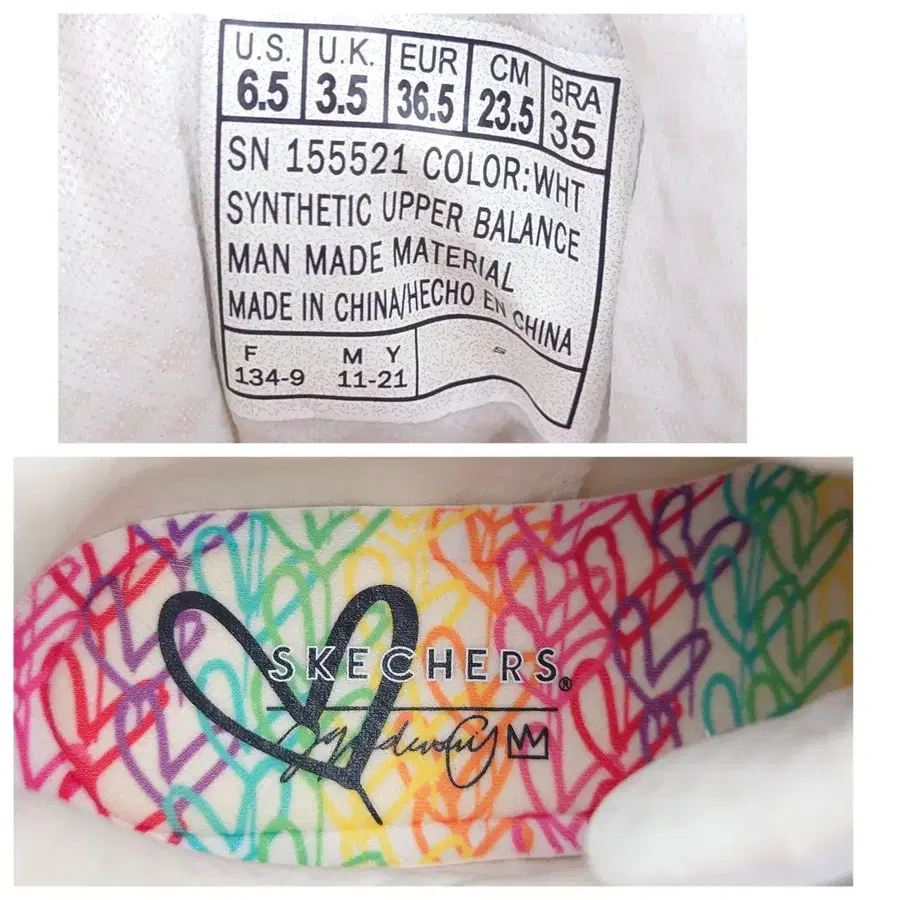 U.S. U.K. EUR CM BRA
6.5 3.5 36.5 23.5 35
SN 155521 COLOR:WHT
SYNTHETIC UPPER BALANCE
MAN MADE MATERIAL
MADE IN CHINA/HECHO EN CHINA
F M Y
134-9 11-21
SKECHERS®